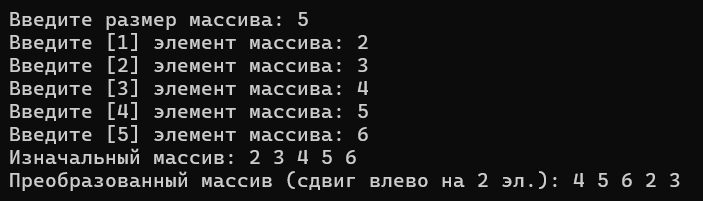 Введите размер массива: 5
Введите [1] элемент массива: 2
Введите [2] элемент массива: 3
Введите [3] элемент массива: 4
Введите [4] элемент массива: 5
Введите [5] элемент массива: 6
Изначальный массив: 2 3 4 5 6
Преобразованный массив (сдвиг влево на 2 эл.): 4 5 6 2 3